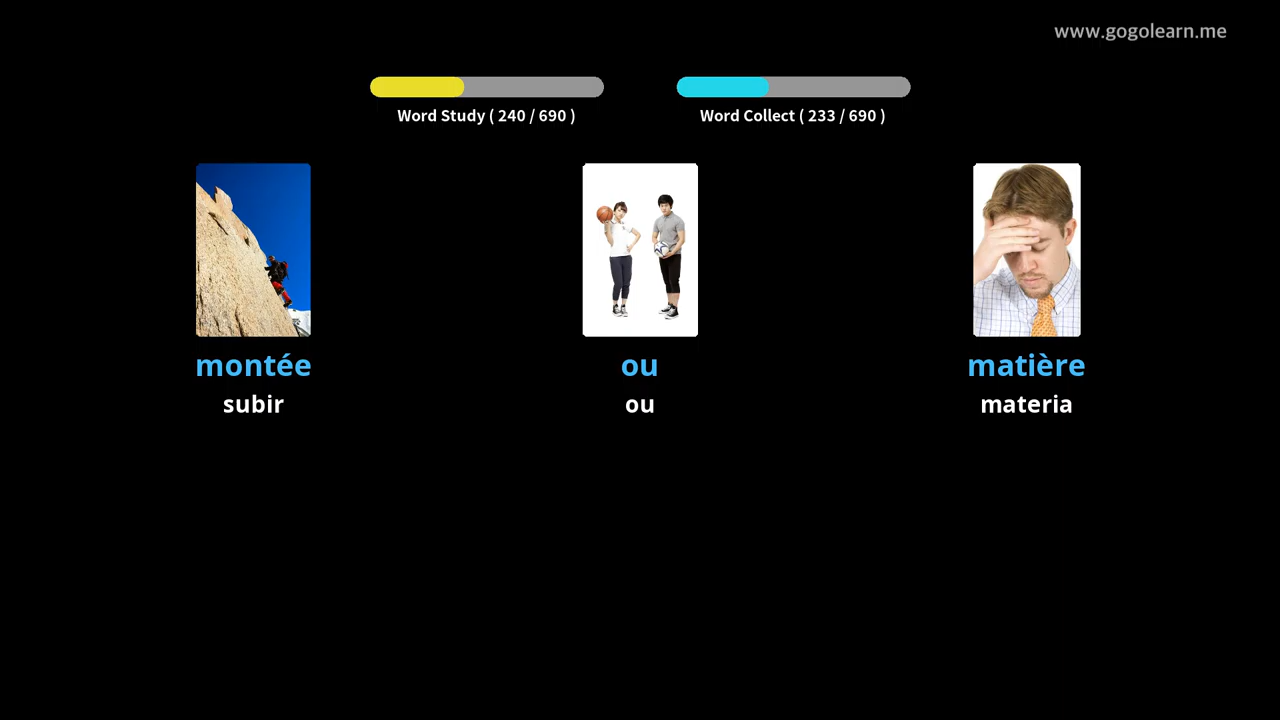 www.gogolearn.me
Word Study ( 240 / 690 )
Word Collect ( 233 / 690 )
montée
ou
matière
subir
ou
materia